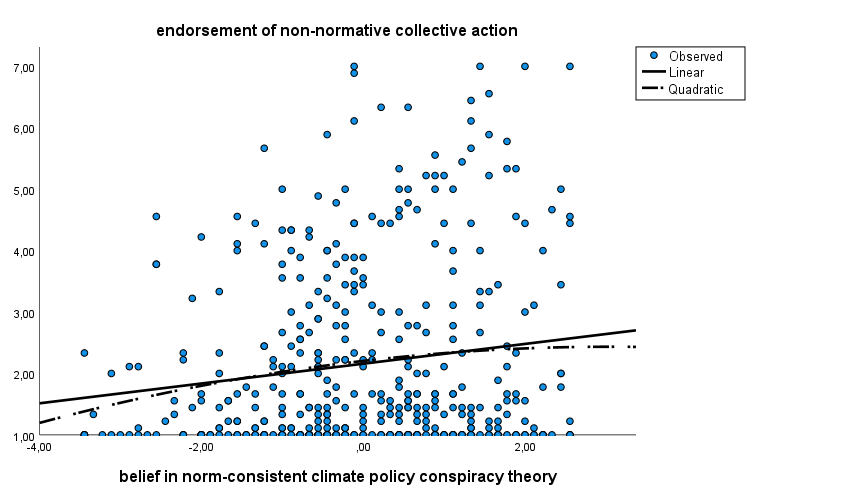 endorsement of non-normative collective action
7,00
6,00
5,00
4,00
3,00
2,00
1,00
-4,00
-2,00
,00
2,00
belief in norm-consistent climate policy conspiracy theory
Observed
Linear
Quadratic